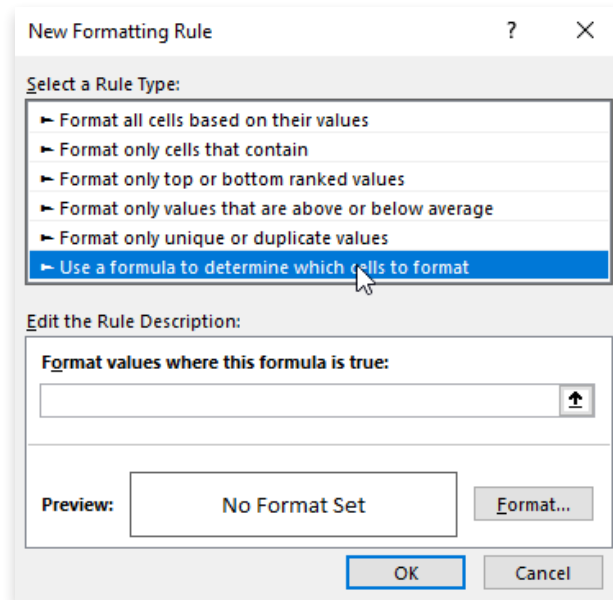 New Formatting Rule ?
Select a Rule Type:
► Format all cells based on their values
► Format only cells that contain
► Format only top or bottom ranked values
► Format only values that are above or below average
► Format only unique or duplicate values
► Use a formula to determine which cells to format
Edit the Rule Description:
Format values where this formula is true:
Preview: No Format Set Format...
OK Cancel